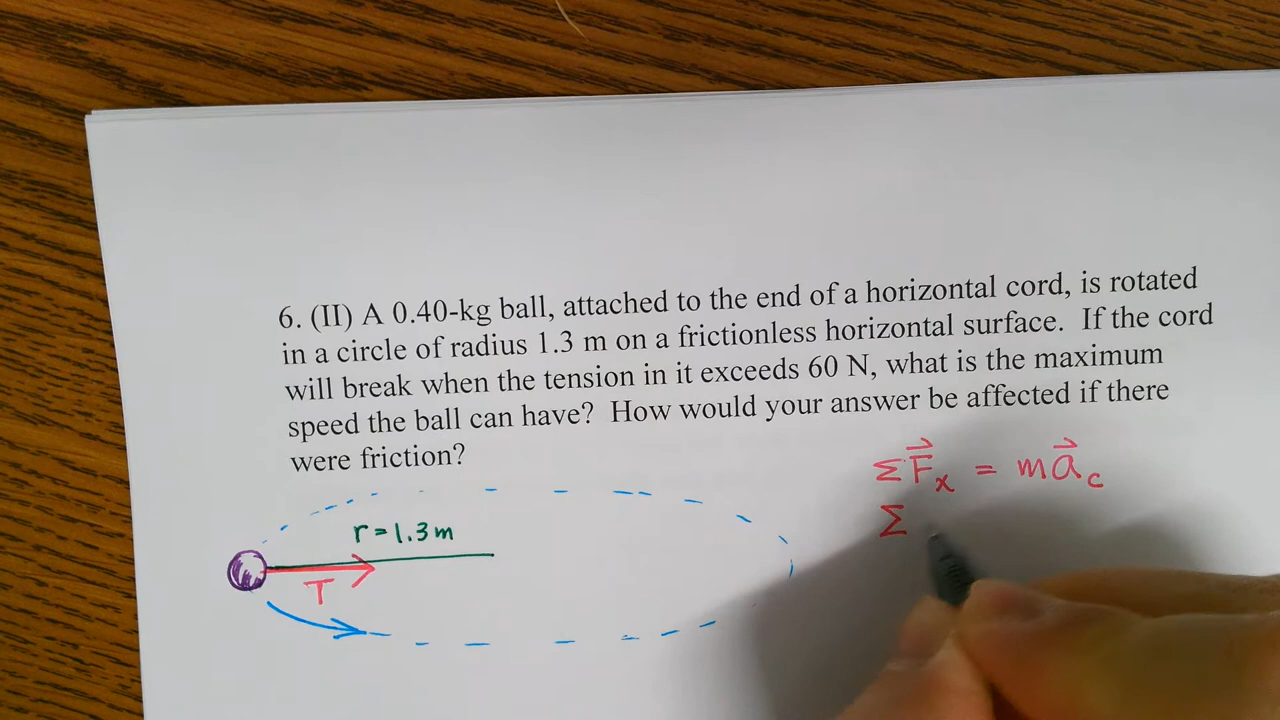 6. (II) A 0.40-kg ball, attached to the end of a horizontal cord, is rotated
in a circle of radius 1.3 m on a frictionless horizontal surface. If the cord
will break when the tension in it exceeds 60 N, what is the maximum
speed the ball can have? How would your answer be affected if there
were friction?
ΣF⃗ₓ = ma⃗_c
Σ
r = 1.3 m
T